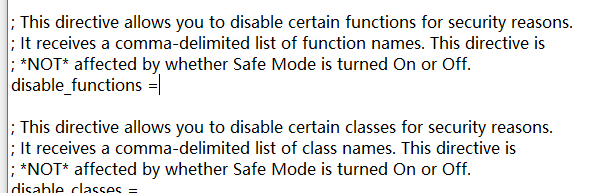 ; This directive allows you to disable certain functions for security reasons.
; It receives a comma-delimited list of function names. This directive is
; *NOT* affected by whether Safe Mode is turned On or Off.
disable_functions =
; This directive allows you to disable certain classes for security reasons.
; It receives a comma-delimited list of class names. This directive is
; *NOT* affected by whether Safe Mode is turned On or Off.
disable_classes =